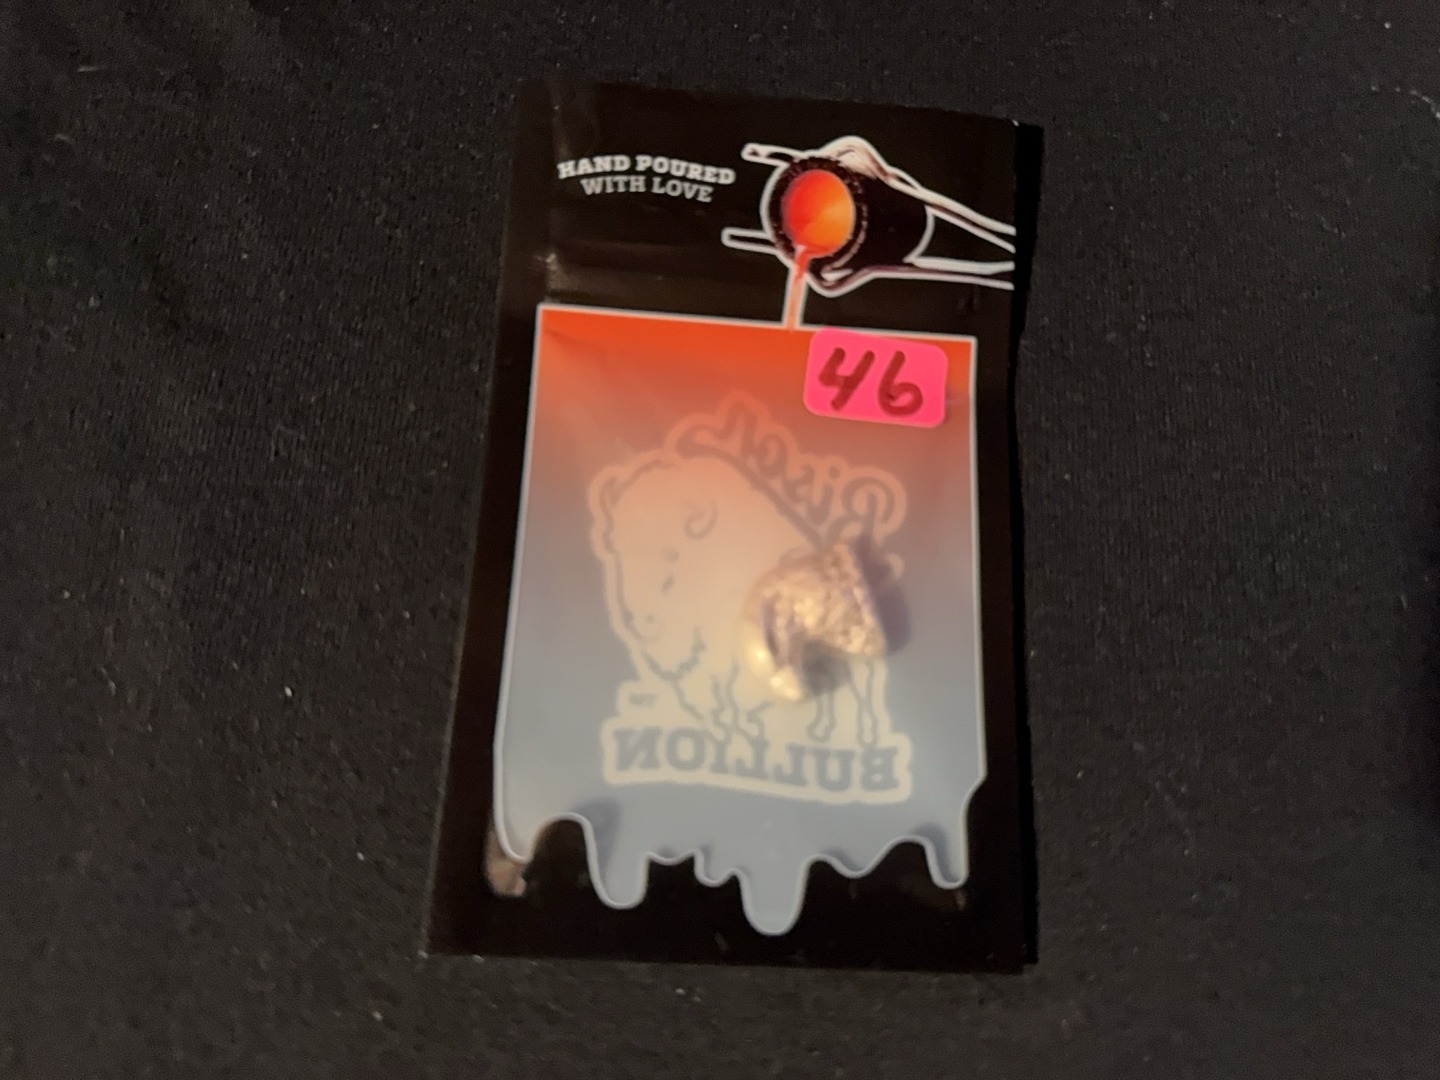 HAND POURED
WITH LOVE
46
Bison
BULLION